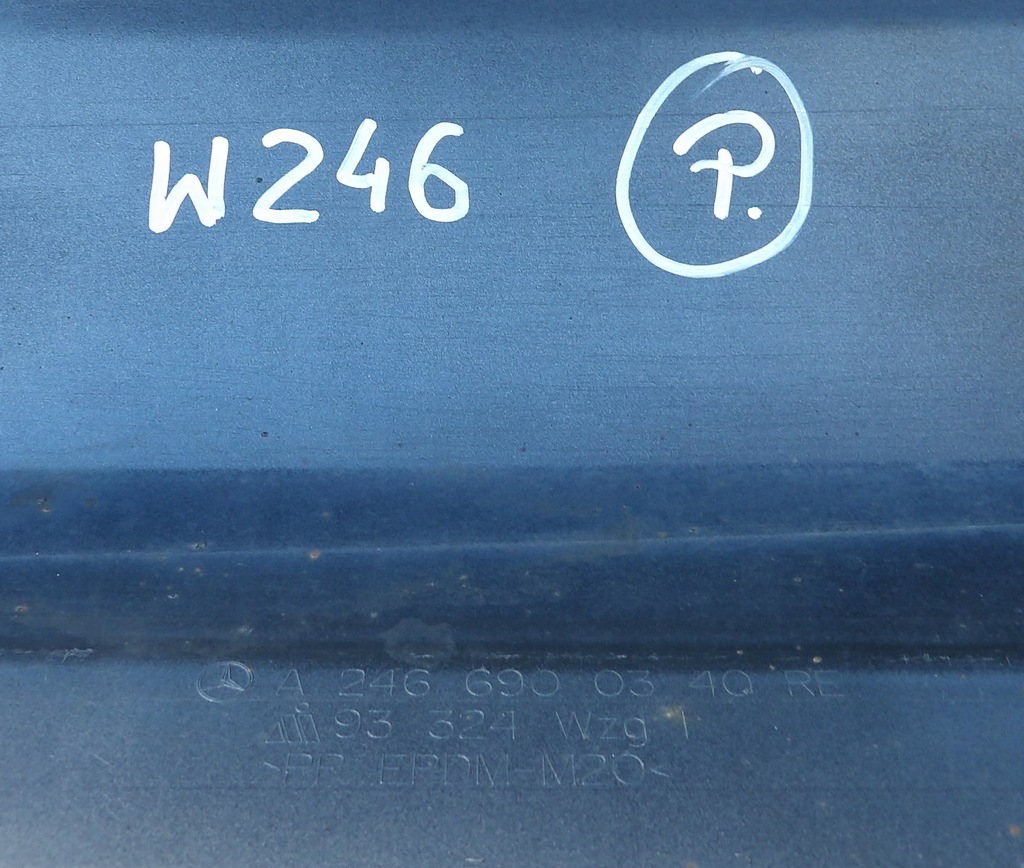 W246 P.
A 246 690 03 40 RE
93 324 Wzg 1
>PP EPDM-M20<